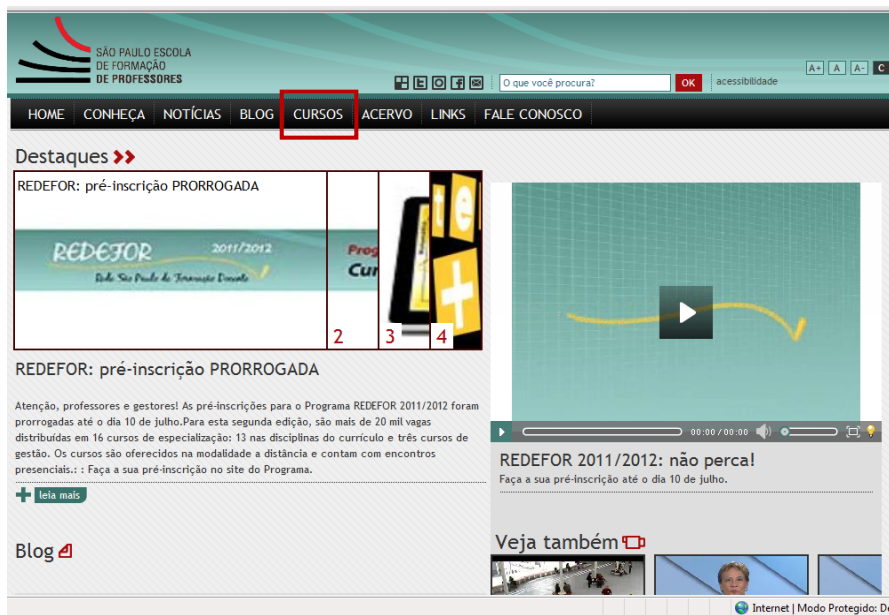 SÃO PAULO ESCOLA
DE FORMAÇÃO
DE PROFESSORES
O que você procura?
OK
acessibilidade
A+
A
A-
C
HOME
CONHEÇA
NOTÍCIAS
BLOG
CURSOS
ACERVO
LINKS
FALE CONOSCO
Destaques
REDEFOR: pré-inscrição PRORROGADA
REDEFOR 2011/2012
Rede São Paulo de Formação Docente
Prog
Cur
te
+
2
3
4
REDEFOR: pré-inscrição PRORROGADA
Atenção, professores e gestores! As pré-inscrições para o Programa REDEFOR 2011/2012 foram
prorrogadas até o dia 10 de julho.Para esta segunda edição, são mais de 20 mil vagas
distribuídas em 16 cursos de especialização: 13 nas disciplinas do currículo e três cursos de
gestão. Os cursos são oferecidos na modalidade a distância e contam com encontros
presenciais.: : Faça a sua pré-inscrição no site do Programa.
leia mais
Blog
00:00/00:00
REDEFOR 2011/2012: não perca!
Faça a sua pré-inscrição até o dia 10 de julho.
Veja também
Internet | Modo Protegido: D